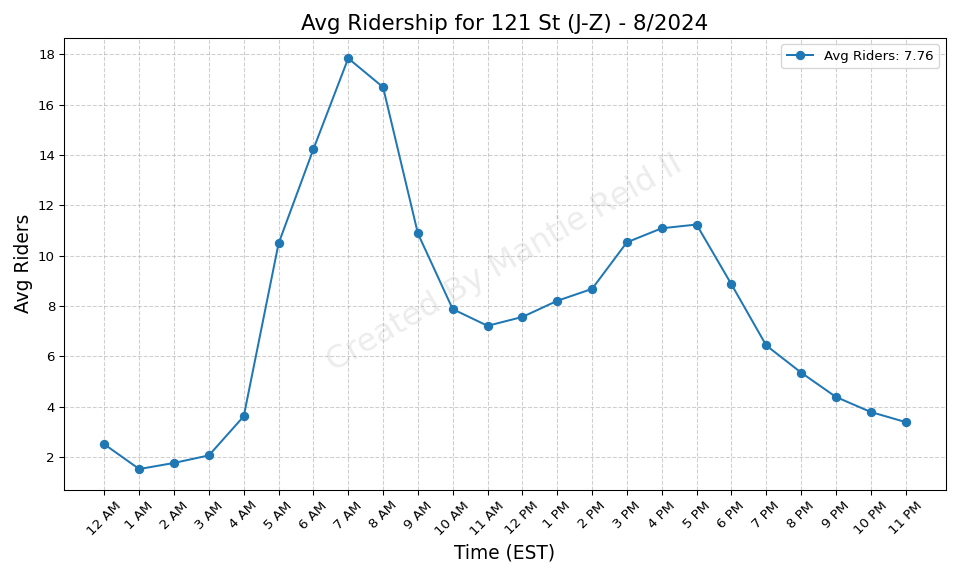 Avg Ridership for 121 St (J-Z) - 8/2024
Avg Riders: 7.76
Avg Riders
18
16
14
12
10
8
6
4
2
Created By Mantie Reid II
12 AM
1 AM
2 AM
3 AM
4 AM
5 AM
6 AM
7 AM
8 AM
9 AM
10 AM
11 AM
12 PM
1 PM
2 PM
3 PM
4 PM
5 PM
6 PM
7 PM
8 PM
9 PM
10 PM
11 PM
Time (EST)